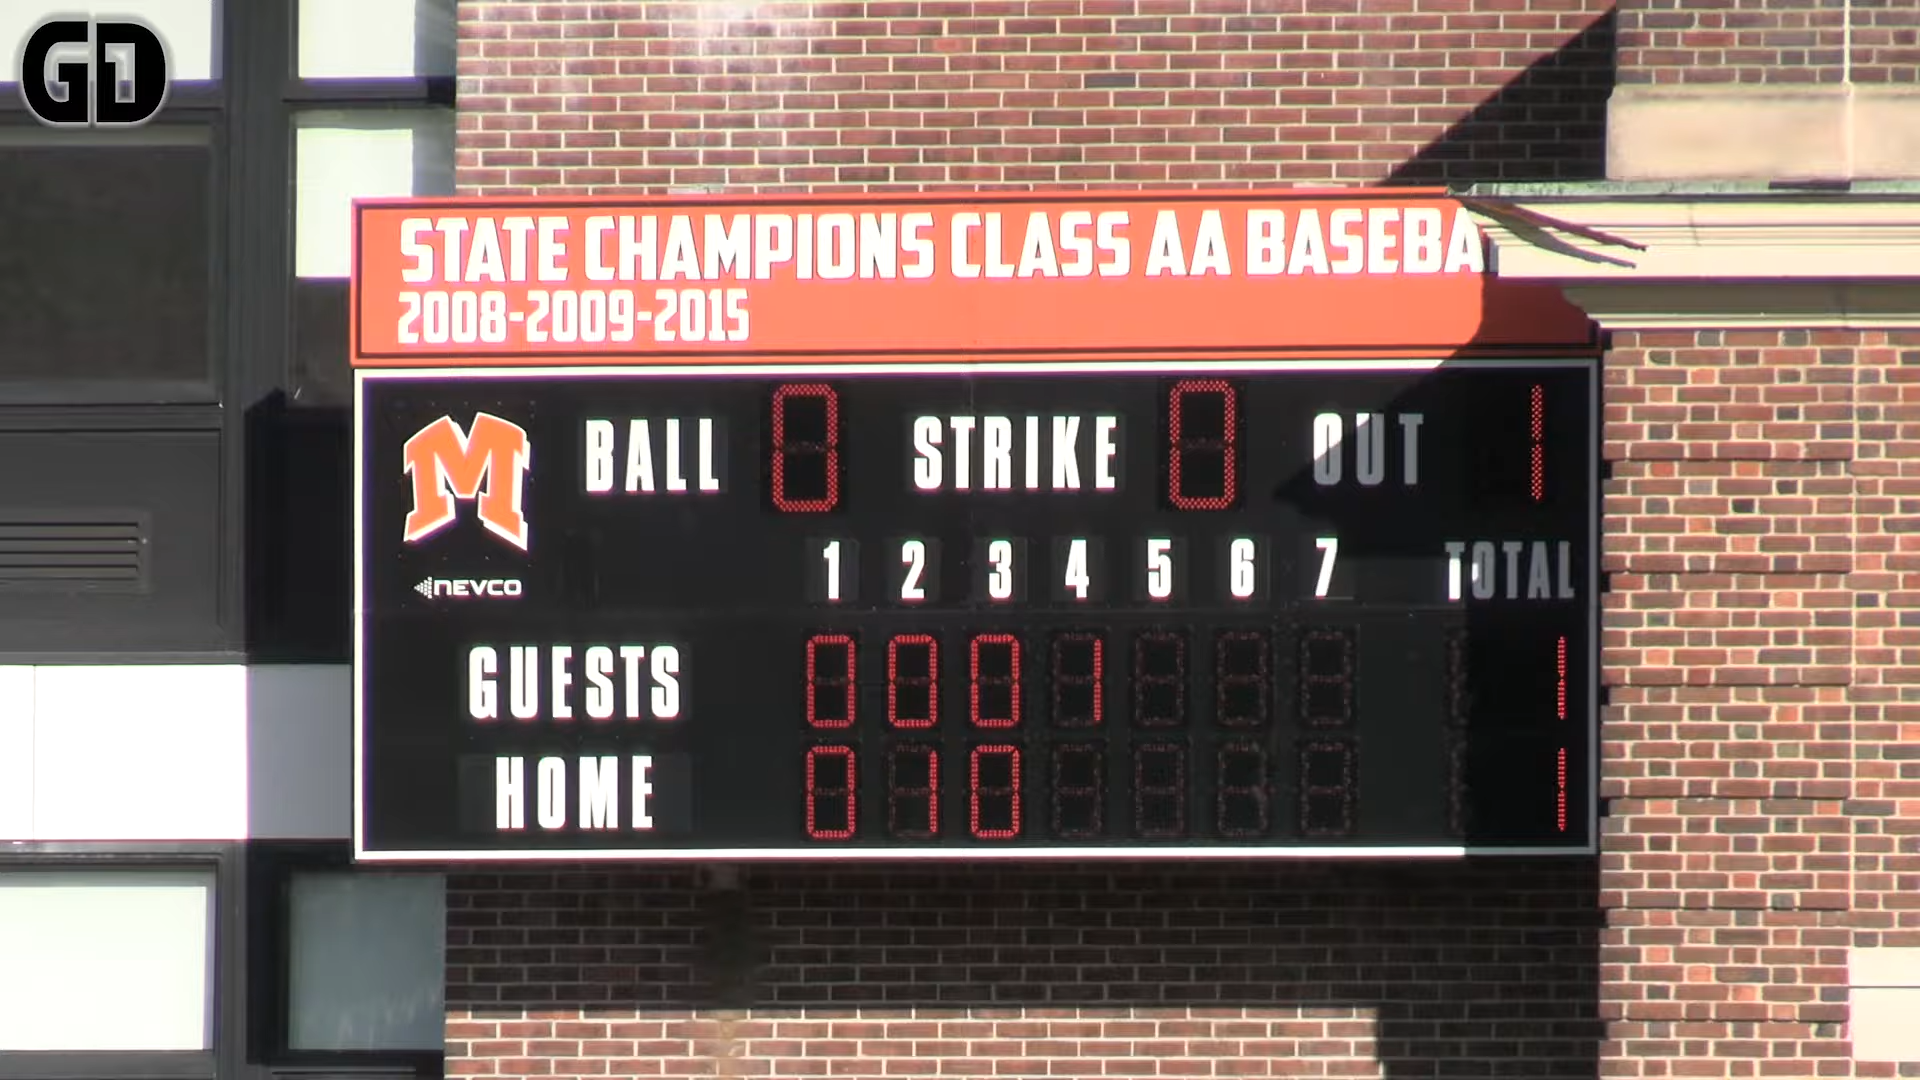 GD
STATE CHAMPIONS CLASS AA BASEBA
2008-2009-2015
M
BALL 0 STRIKE 0 OUT 1
NEVCO
1 2 3 4 5 6 7 TOTAL
GUESTS 0 0 0 1 1
HOME 0 1 0 1